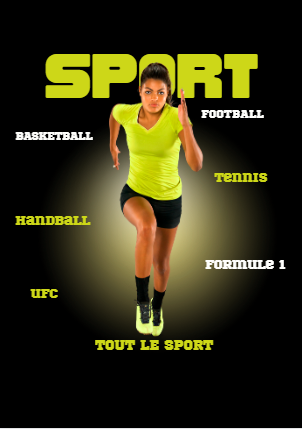 SPORT
FOOTBALL
BASKETBALL
Tennis
Handball
Formule 1
UFC
TOUT LE SPORT